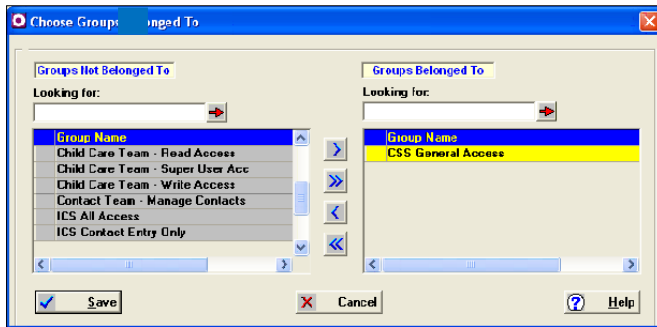 Choose Groups onged To
Groups Not Belonged To
Looking for:
Group Name
Child Care Team - Read Access
Child Care Team - Super User Acc
Child Care Team - Write Access
Contact Team - Manage Contacts
ICS All Access
ICS Contact Entry Only
Groups Belonged To
Looking for:
Group Name
CSS General Access
Save
Cancel
Help